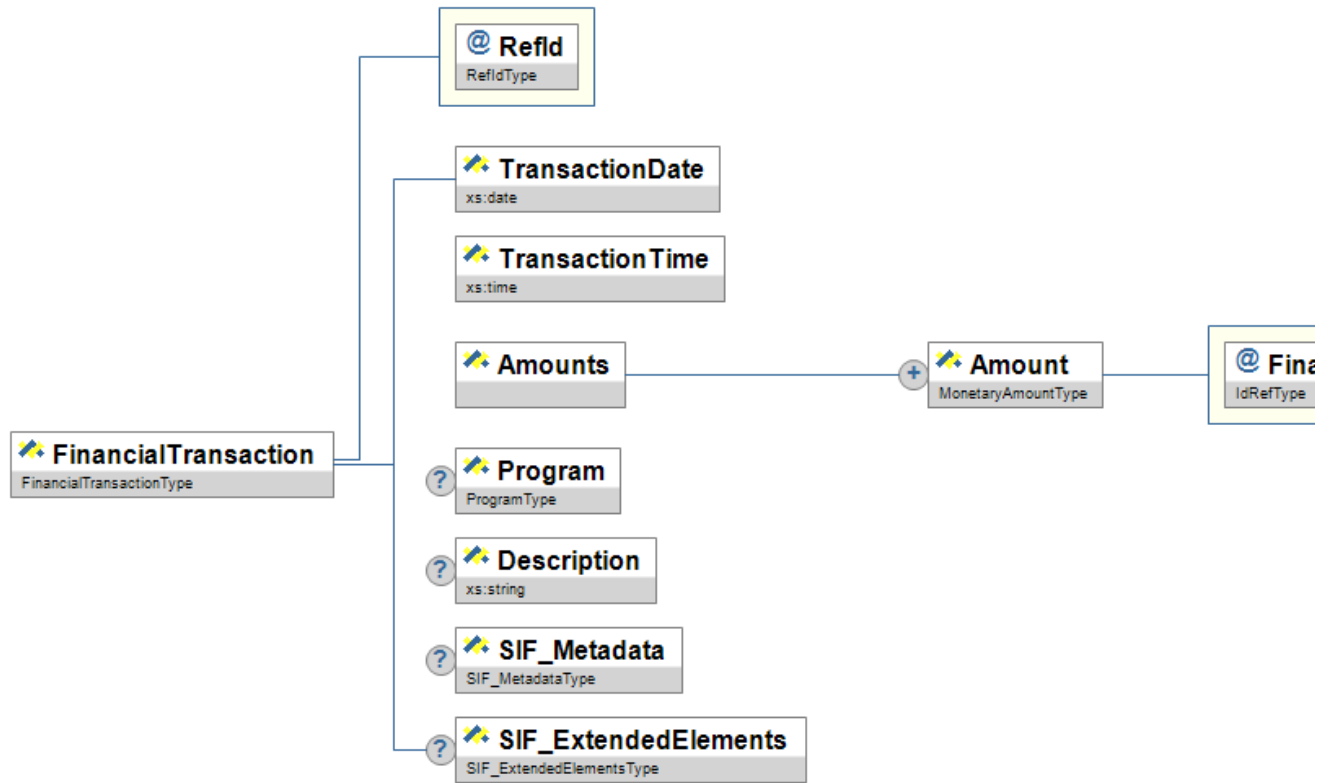 @ RefId
RefIdType
TransactionDate
xs:date
TransactionTime
xs:time
Amounts
+
Amount
MonetaryAmountType
@ Fina
IdRefType
FinancialTransaction
FinancialTransactionType
?
Program
ProgramType
?
Description
xs:string
?
SIF_Metadata
SIF_MetadataType
?
SIF_ExtendedElements
SIF_ExtendedElementsType